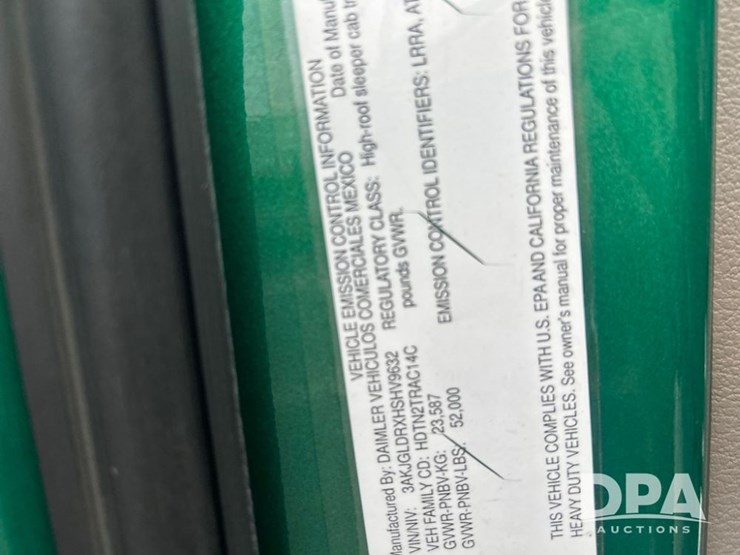 VEHICLE EMISSION CONTROL INFORMATION
Manufactured By: DAIMLER VEHICULOS COMERCIALES MEXICO Date of Manuf
VIN/NIV: 3AKJGLDRXHSHV9632 REGULATORY CLASS: High-roof sleeper cab
VEH FAMILY CD: HDTN2TRAC14C pounds GVWR.
GVWR-PNBV-KG: 23,587
GVWR-PNBV-LBS: 52,000 EMISSION CONTROL IDENTIFIERS: LRRA,
THIS VEHICLE COMPLIES WITH U.S. EPA AND CALIFORNIA REGULATIONS FOR
HEAVY DUTY VEHICLES. See owner's manual for proper maintenance of this vehicle
DPA
AUCTIONS